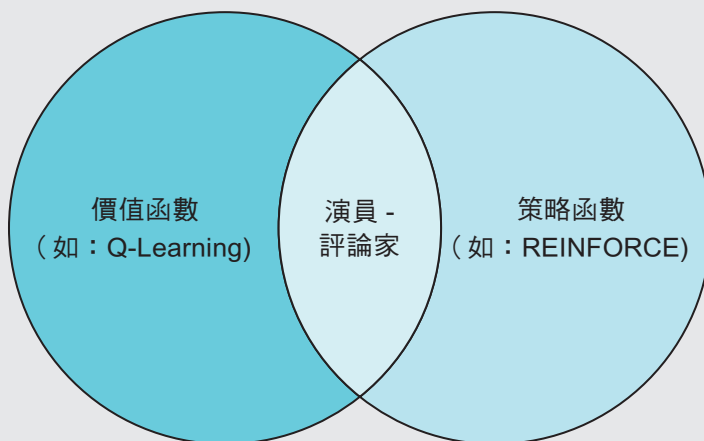 價值函數
（如：Q-Learning)
演員 -
評論家
策略函數
（如：REINFORCE)